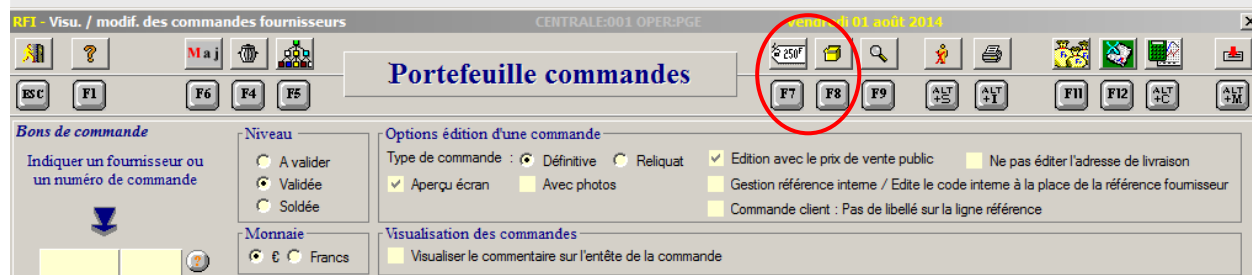 RFI - Visu. / modif. des commandes fournisseurs CENTRALE:001 OPER:PGE Vendredi 01 août 2014
? Maj 250F
Portefeuille commandes
ESC F1 F6 F4 F5 F7 F8 F9 ALT+S ALT+I F11 F12 ALT+C ALT+M
Bons de commande
Indiquer un fournisseur ou
un numéro de commande
?
Niveau
A valider
Validée
Soldée
Monnaie
€ Francs
Options édition d'une commande
Type de commande : Définitive Reliquat Edition avec le prix de vente public Ne pas éditer l'adresse de livraison
Aperçu écran Avec photos Gestion référence interne / Edite le code interne à la place de la référence fournisseur
Commande client : Pas de libellé sur la ligne référence
Visualisation des commandes
Visualiser le commentaire sur l'entête de la commande